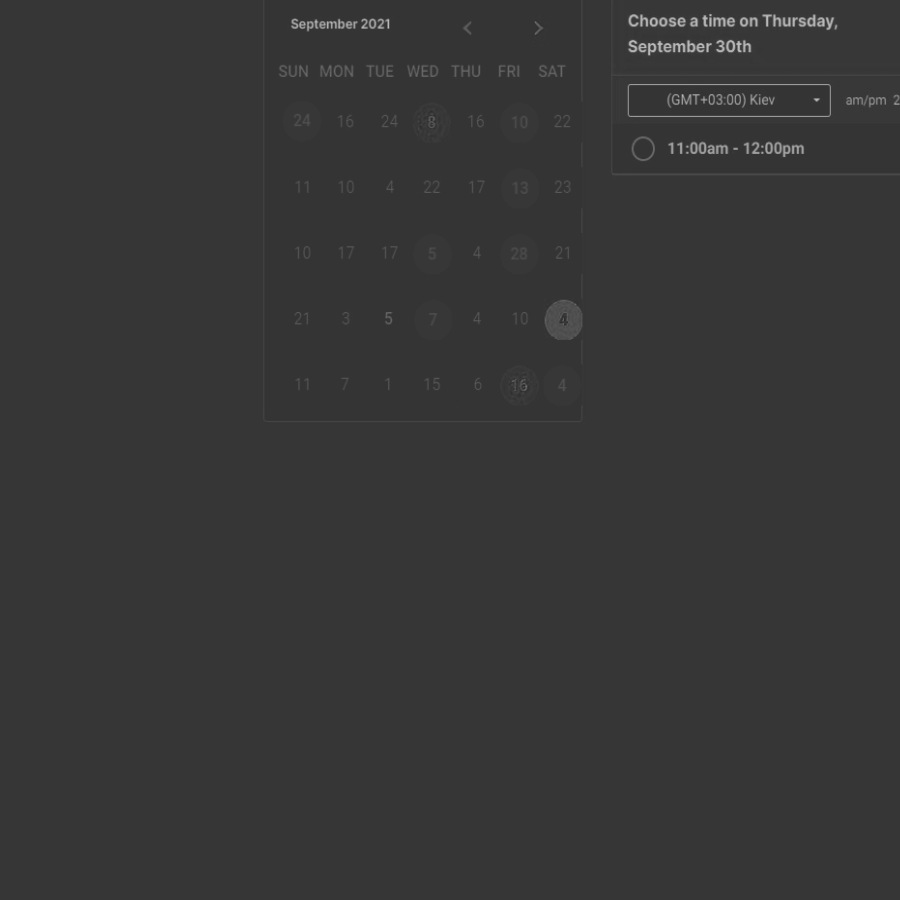 September 2021
SUN MON TUE WED THU FRI SAT
24 16 24 8 16 10 22
11 10 4 22 17 13 23
10 17 17 5 4 28 21
21 3 5 7 4 10 4
11 7 1 15 6 16 4
Choose a time on Thursday,
September 30th
(GMT+03:00) Kiev
am/pm 2
11:00am - 12:00pm